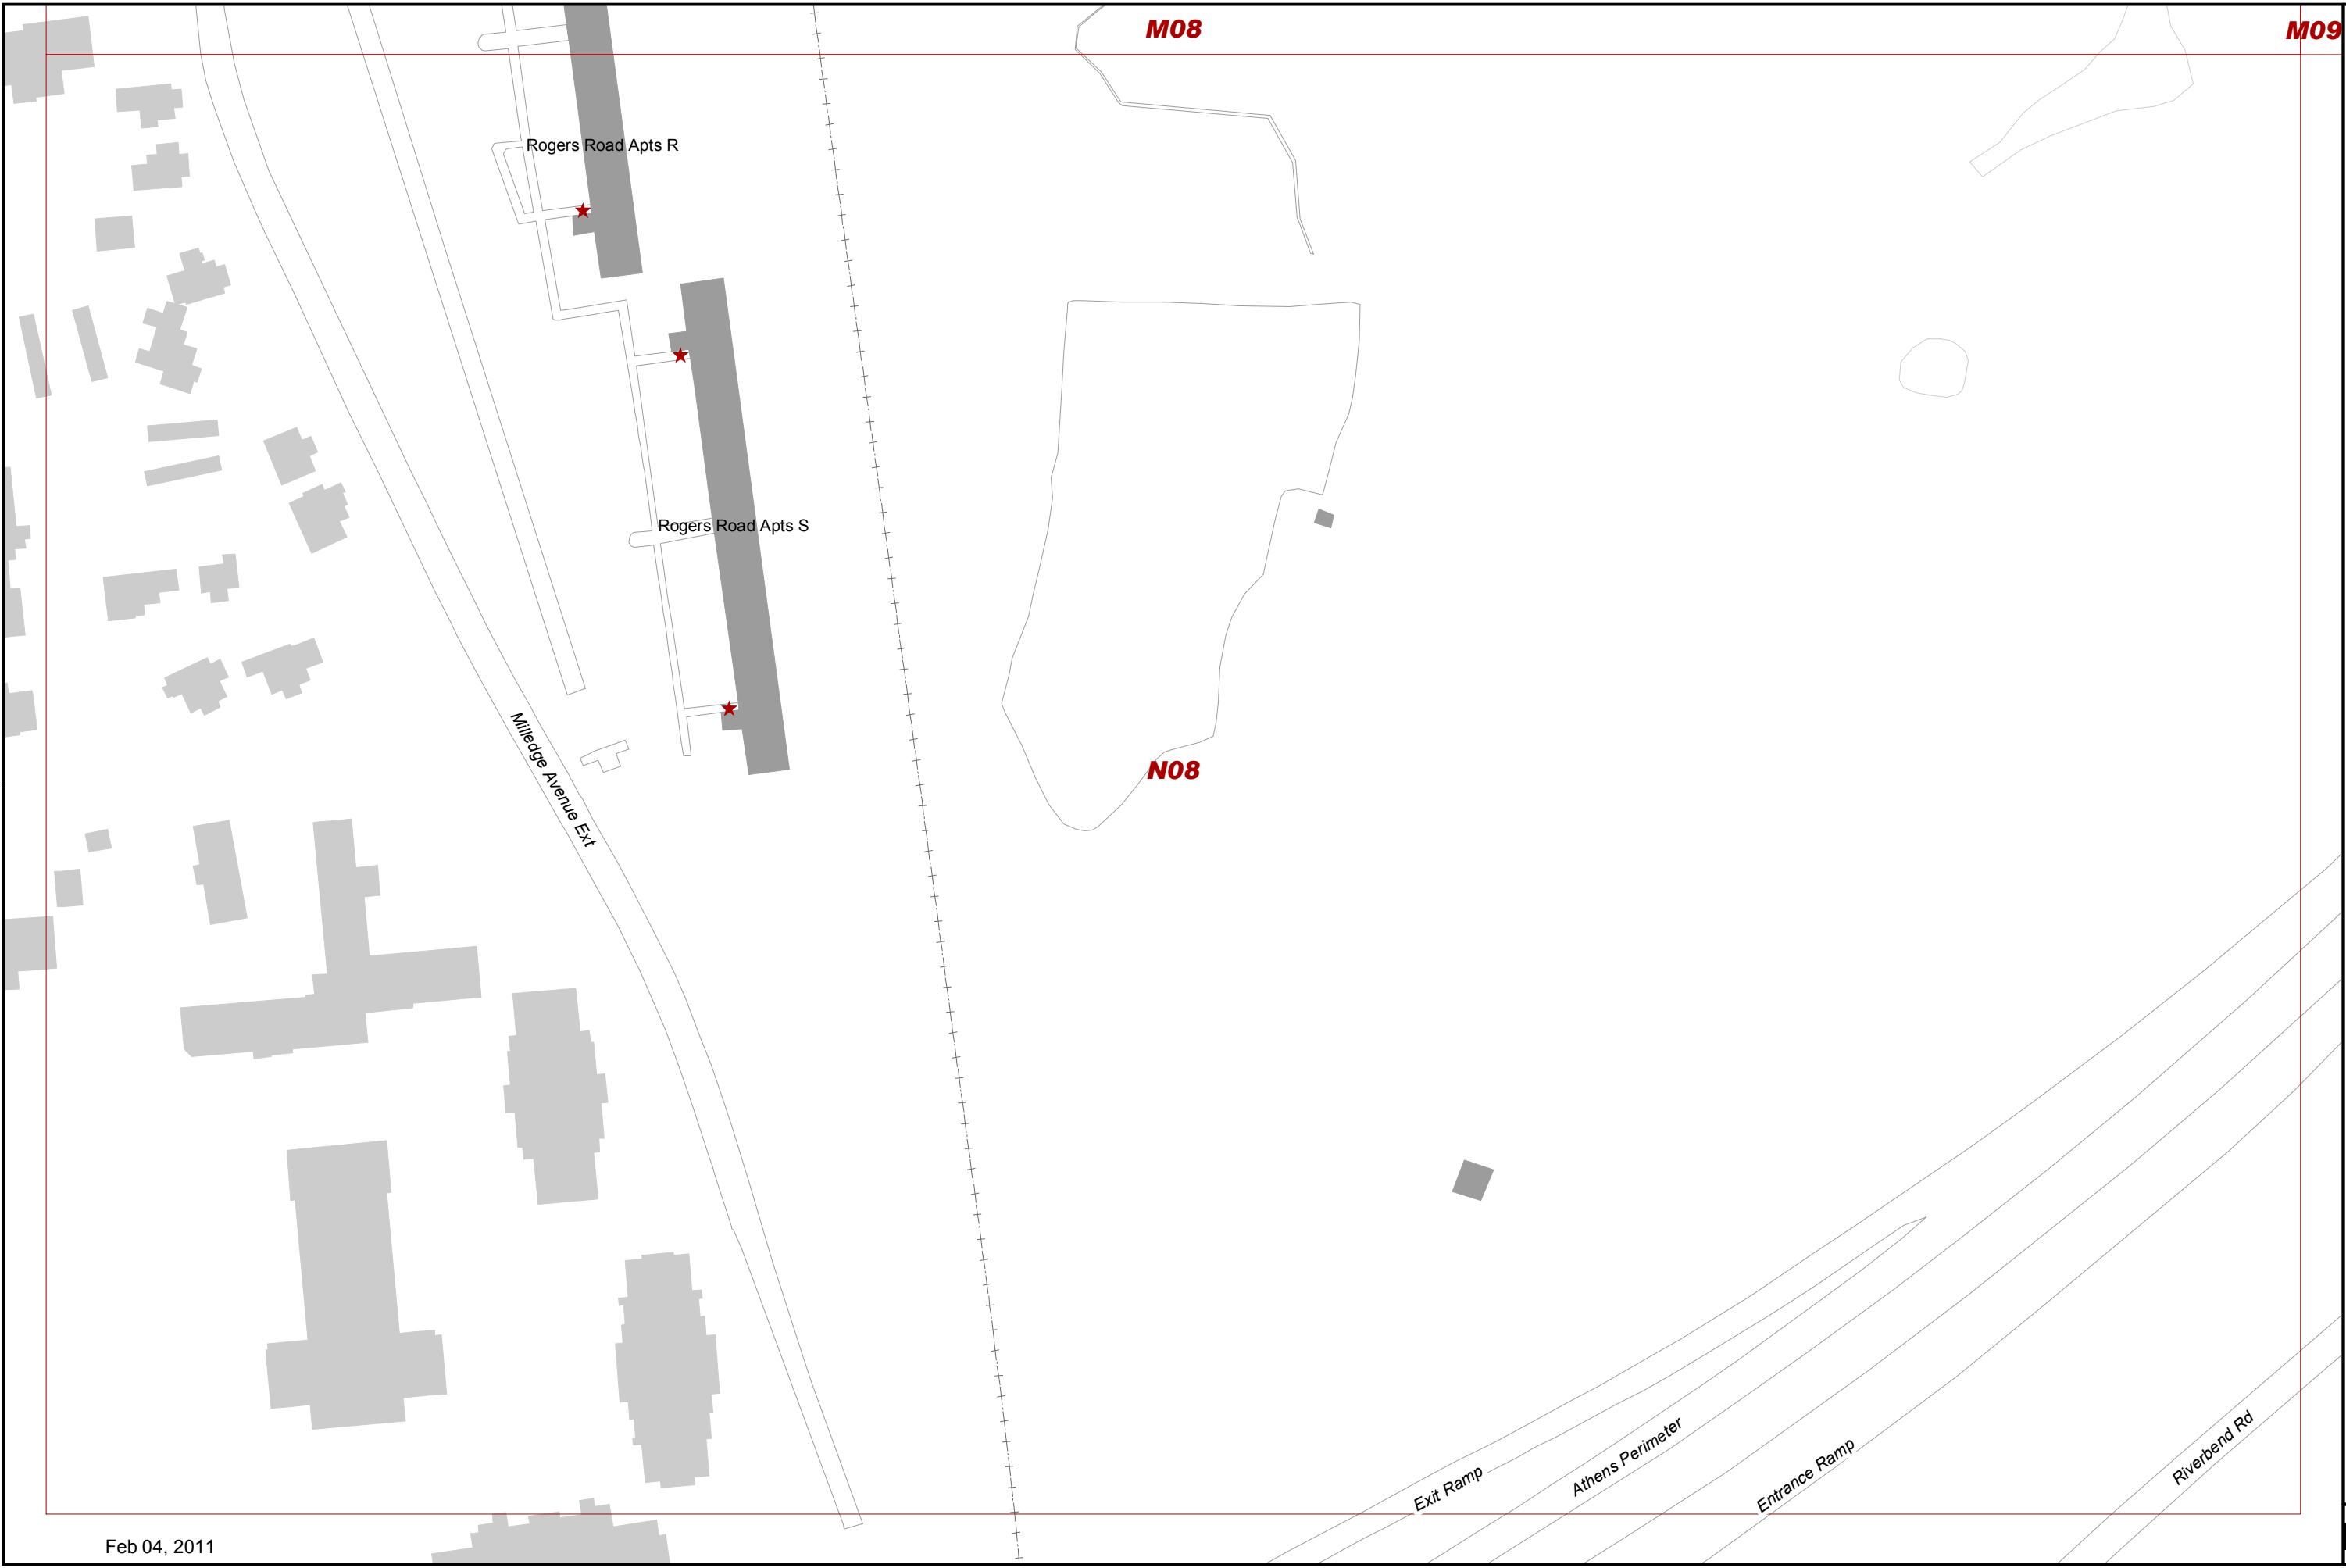 M08
M09
Rogers Road Apts R
Rogers Road Apts S
Milledge Avenue Ext
N08
Exit Ramp
Athens Perimeter
Entrance Ramp
Riverbend Rd
Feb 04, 2011